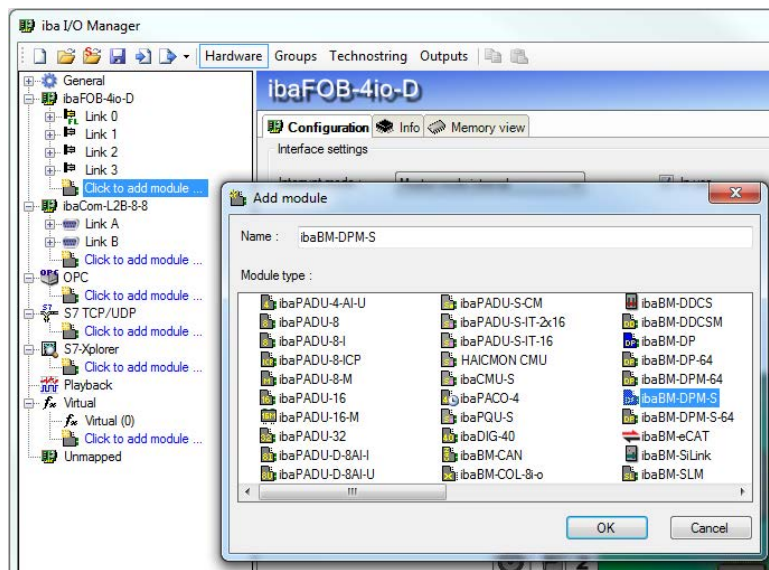 iba I/O Manager
Hardware Groups Technostring Outputs
General
ibaFOB-4io-D
Link 0
Link 1
Link 2
Link 3
Click to add module ...
ibaCom-L2B-8-8
Link A
Link B
Click to add module ...
OPC
Click to add module ...
S7 TCP/UDP
Click to add module ...
S7-Xplorer
Click to add module ...
Playback
Virtual
Virtual (0)
Click to add module ...
Unmapped
ibaFOB-4io-D
Configuration Info Memory view
Interface settings
Add module
Name : ibaBM-DPM-S
Module type :
ibaPADU-4-AI-U
ibaPADU-8
ibaPADU-8-I
ibaPADU-8-ICP
ibaPADU-8-M
ibaPADU-16
ibaPADU-16-M
ibaPADU-32
ibaPADU-D-8AI-I
ibaPADU-D-8AI-U
ibaPADU-S-CM
ibaPADU-S-IT-2x16
ibaPADU-S-IT-16
HAICMON CMU
ibaCMU-S
ibaPACO-4
ibaPQU-S
ibaDIG-40
ibaBM-CAN
ibaBM-COL-8i-o
ibaBM-DDCS
ibaBM-DDCSM
ibaBM-DP
ibaBM-DP-64
ibaBM-DPM-64
ibaBM-DPM-S
ibaBM-DPM-S-64
ibaBM-eCAT
ibaBM-SiLink
ibaBM-SLM
OK Cancel